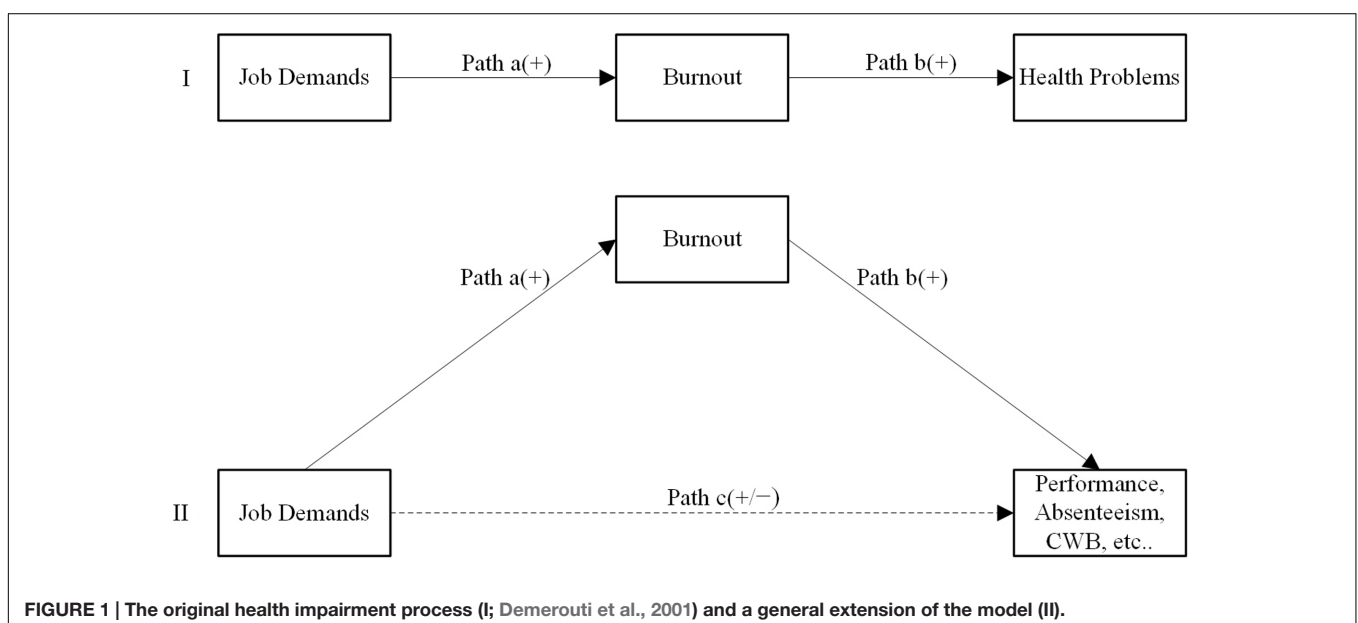 Path a(+)
Path b(+)
I
Job Demands
Burnout
Health Problems
Burnout
Path a(+)
Path b(+)
Path c(+/−)
II
Job Demands
Performance,
Absenteeism,
CWB, etc..
FIGURE 1 | The original health impairment process (I; Demerouti et al., 2001) and a general extension of the model (II).